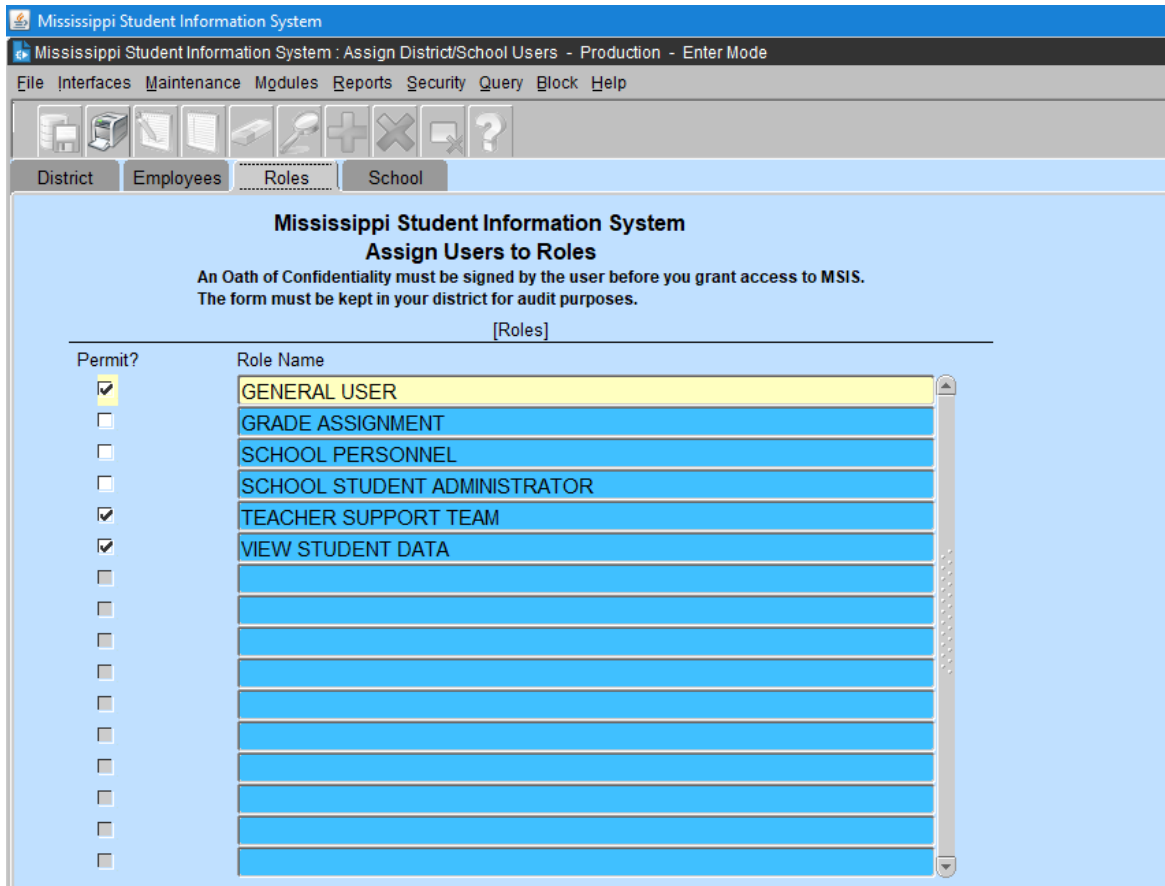 Mississippi Student Information System
Mississippi Student Information System : Assign District/School Users - Production - Enter Mode
File Interfaces Maintenance Modules Reports Security Query Block Help
District Employees Roles School
Mississippi Student Information System
Assign Users to Roles
An Oath of Confidentiality must be signed by the user before you grant access to MSIS.
The form must be kept in your district for audit purposes.
[Roles]
Permit? Role Name
GENERAL USER
GRADE ASSIGNMENT
SCHOOL PERSONNEL
SCHOOL STUDENT ADMINISTRATOR
TEACHER SUPPORT TEAM
VIEW STUDENT DATA